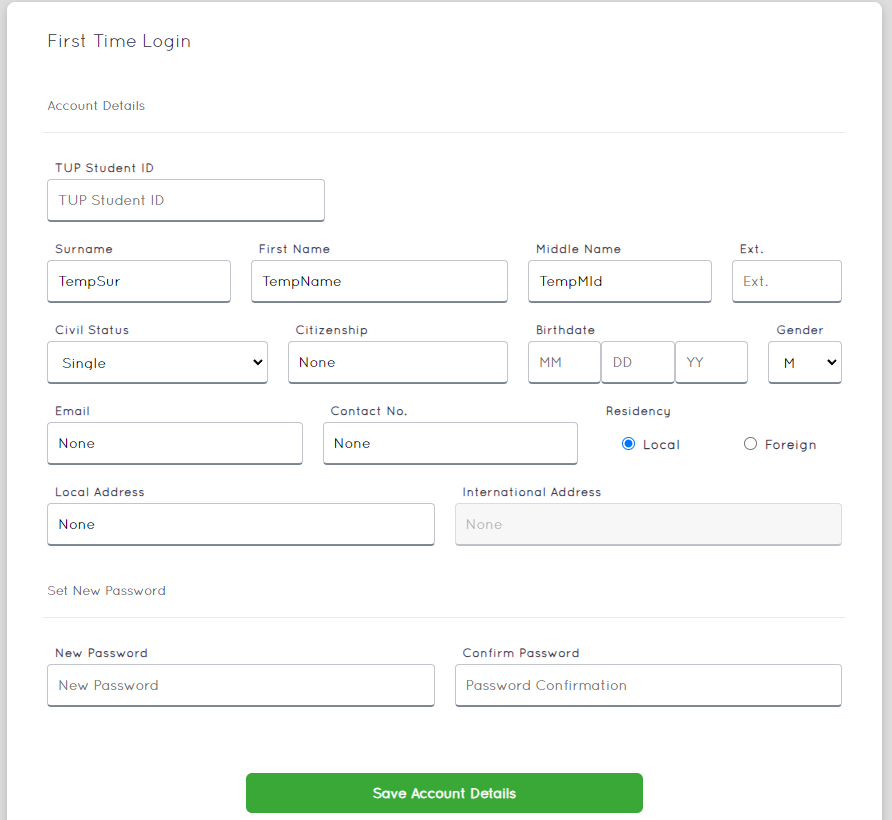 First Time Login
Account Details
TUP Student ID
TUP Student ID
Surname First Name Middle Name Ext.
TempSur TempName TempMId Ext.
Civil Status Citizenship Birthdate Gender
Single None MM DD YY M
Email Contact No. Residency
None None Local Foreign
Local Address International Address
None None
Set New Password
New Password Confirm Password
New Password Password Confirmation
Save Account Details